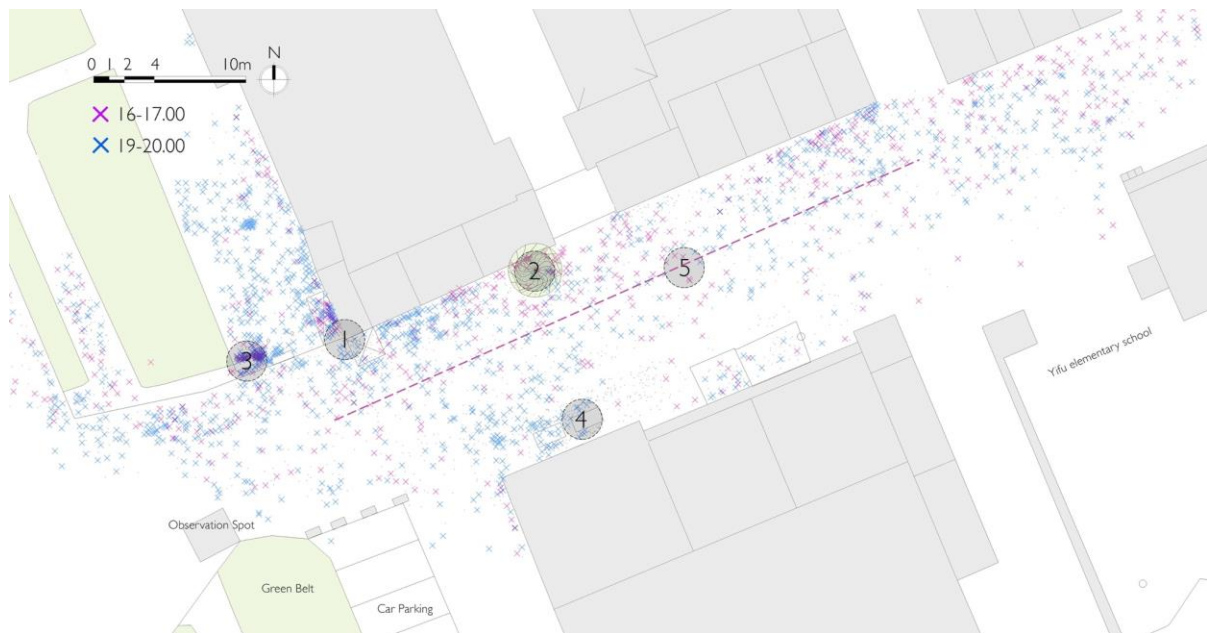 0 1 2 4 10m
N
16-17.00
19-20.00
2
5
1
3
4
Yifu elementary school
Observation Spot
Green Belt
Car Parking